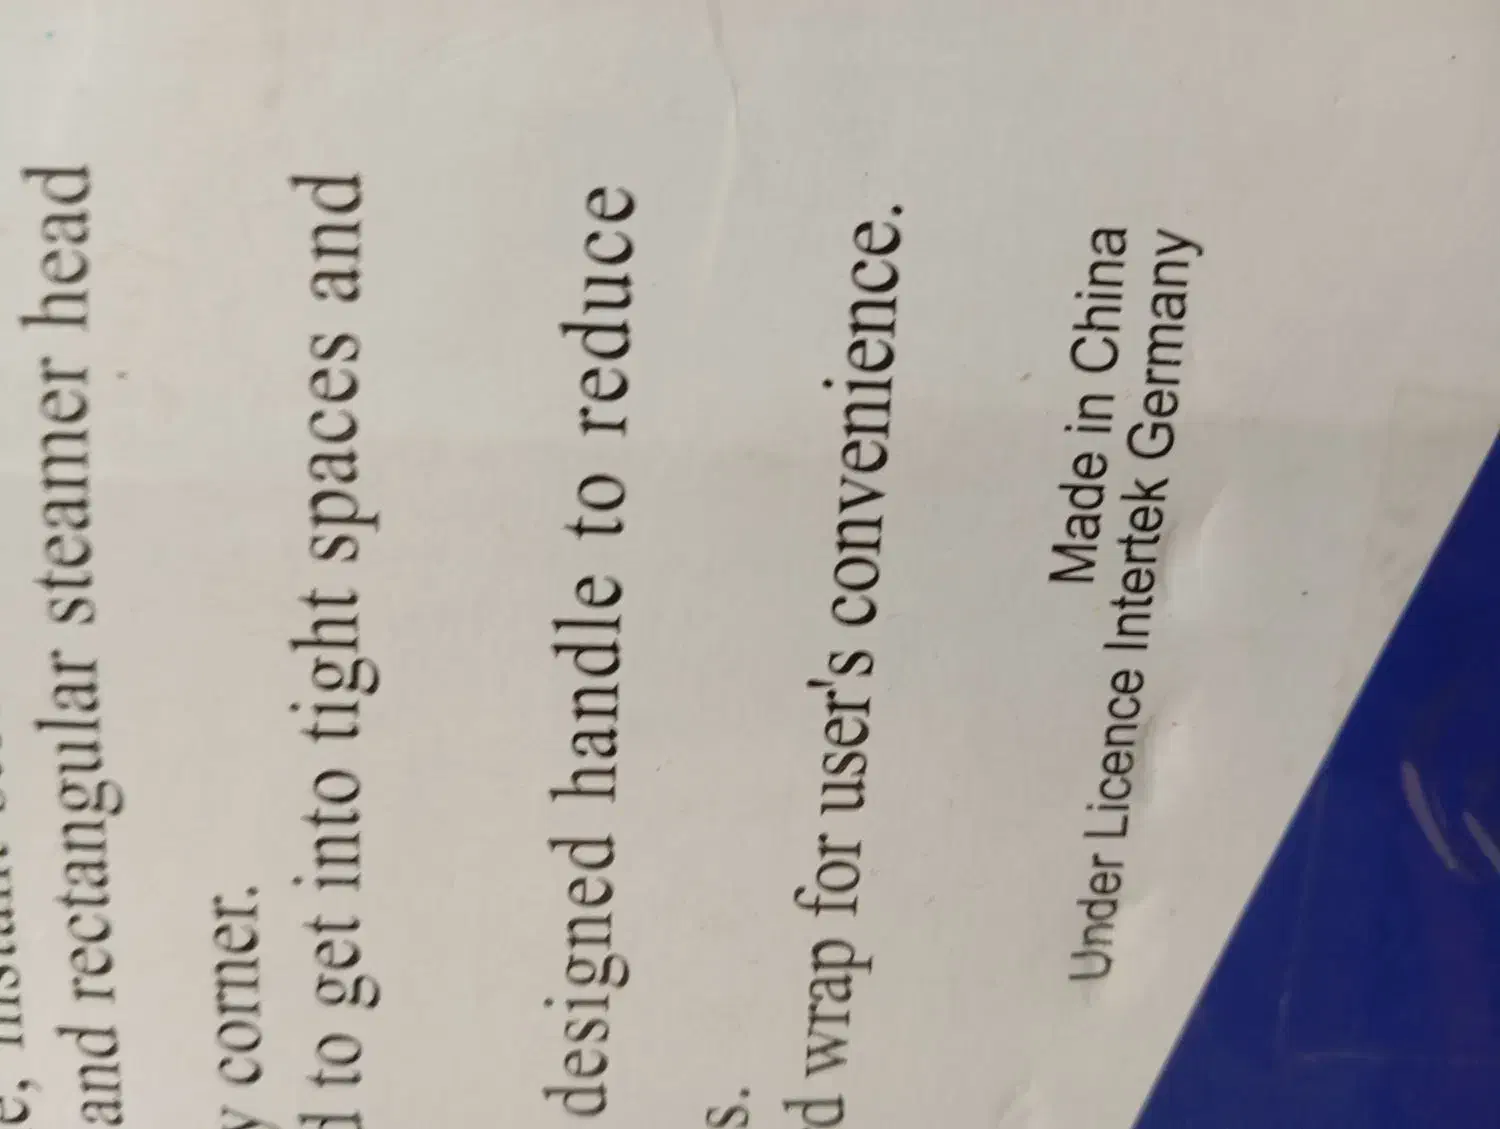 and rectangular steamer head
corner.
to get into tight spaces and
designed handle to reduce
wrap for user's convenience.
Made in China
Under Licence Intertek Germany